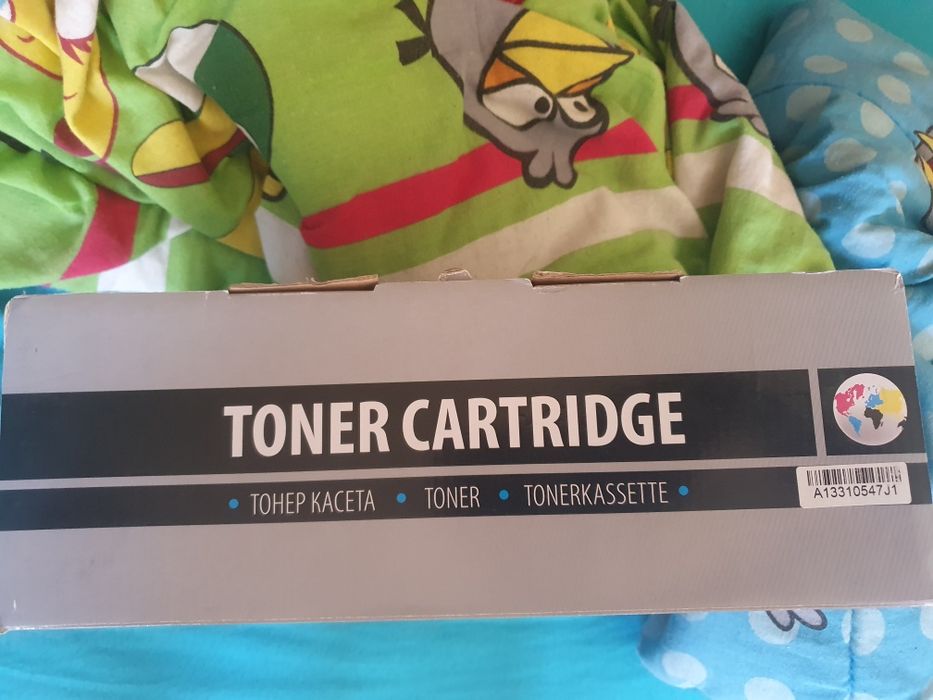 TONER CARTRIDGE
• ТОНЕР КАСЕТА • TONER • TONERKASSETTE •
A13310547J1